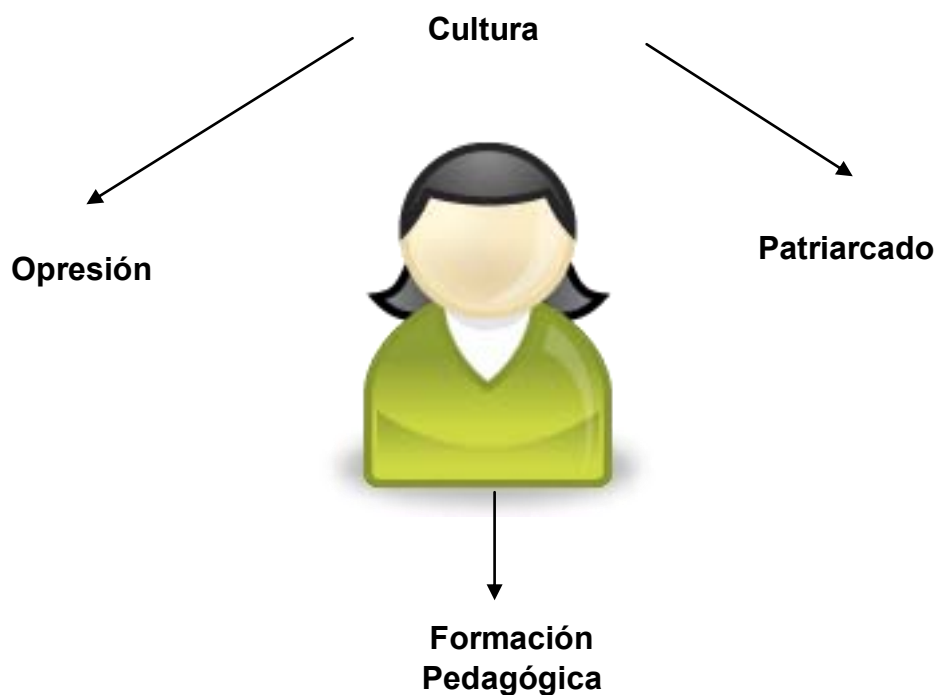 Cultura
Patriarcado
Opresión
Formación
Pedagógica